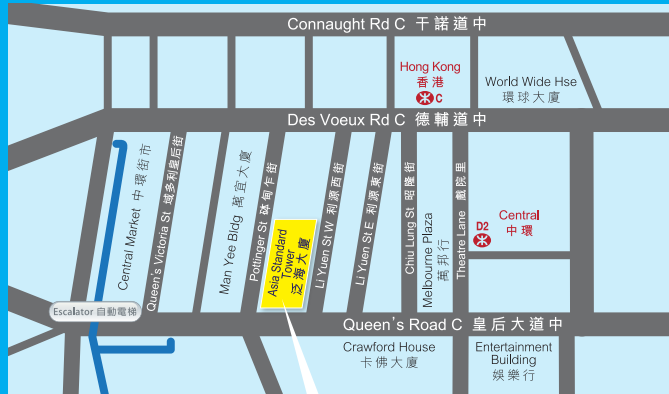 Connaught Rd C 干諾道中
Hong Kong
香港
C
World Wide Hse
環球大廈
Des Voeux Rd C 德輔道中
Central Market 中環街市
Queen's Victoria St 域多利皇后街
Man Yee Bldg 萬宜大廈
Pottinger St 砵甸乍街
Asia Standard
Tower
泛海大廈
Li Yuen St W 利源西街
Li Yuen St E 利源東街
Chiu Lung St 昭隆街
Melbourne Plaza
萬邦行
Theatre Lane 戲院里
D2
Central
中環
Escalator 自動電梯
Queen's Road C 皇后大道中
Crawford House
卡佛大廈
Entertainment
Building
娛樂行